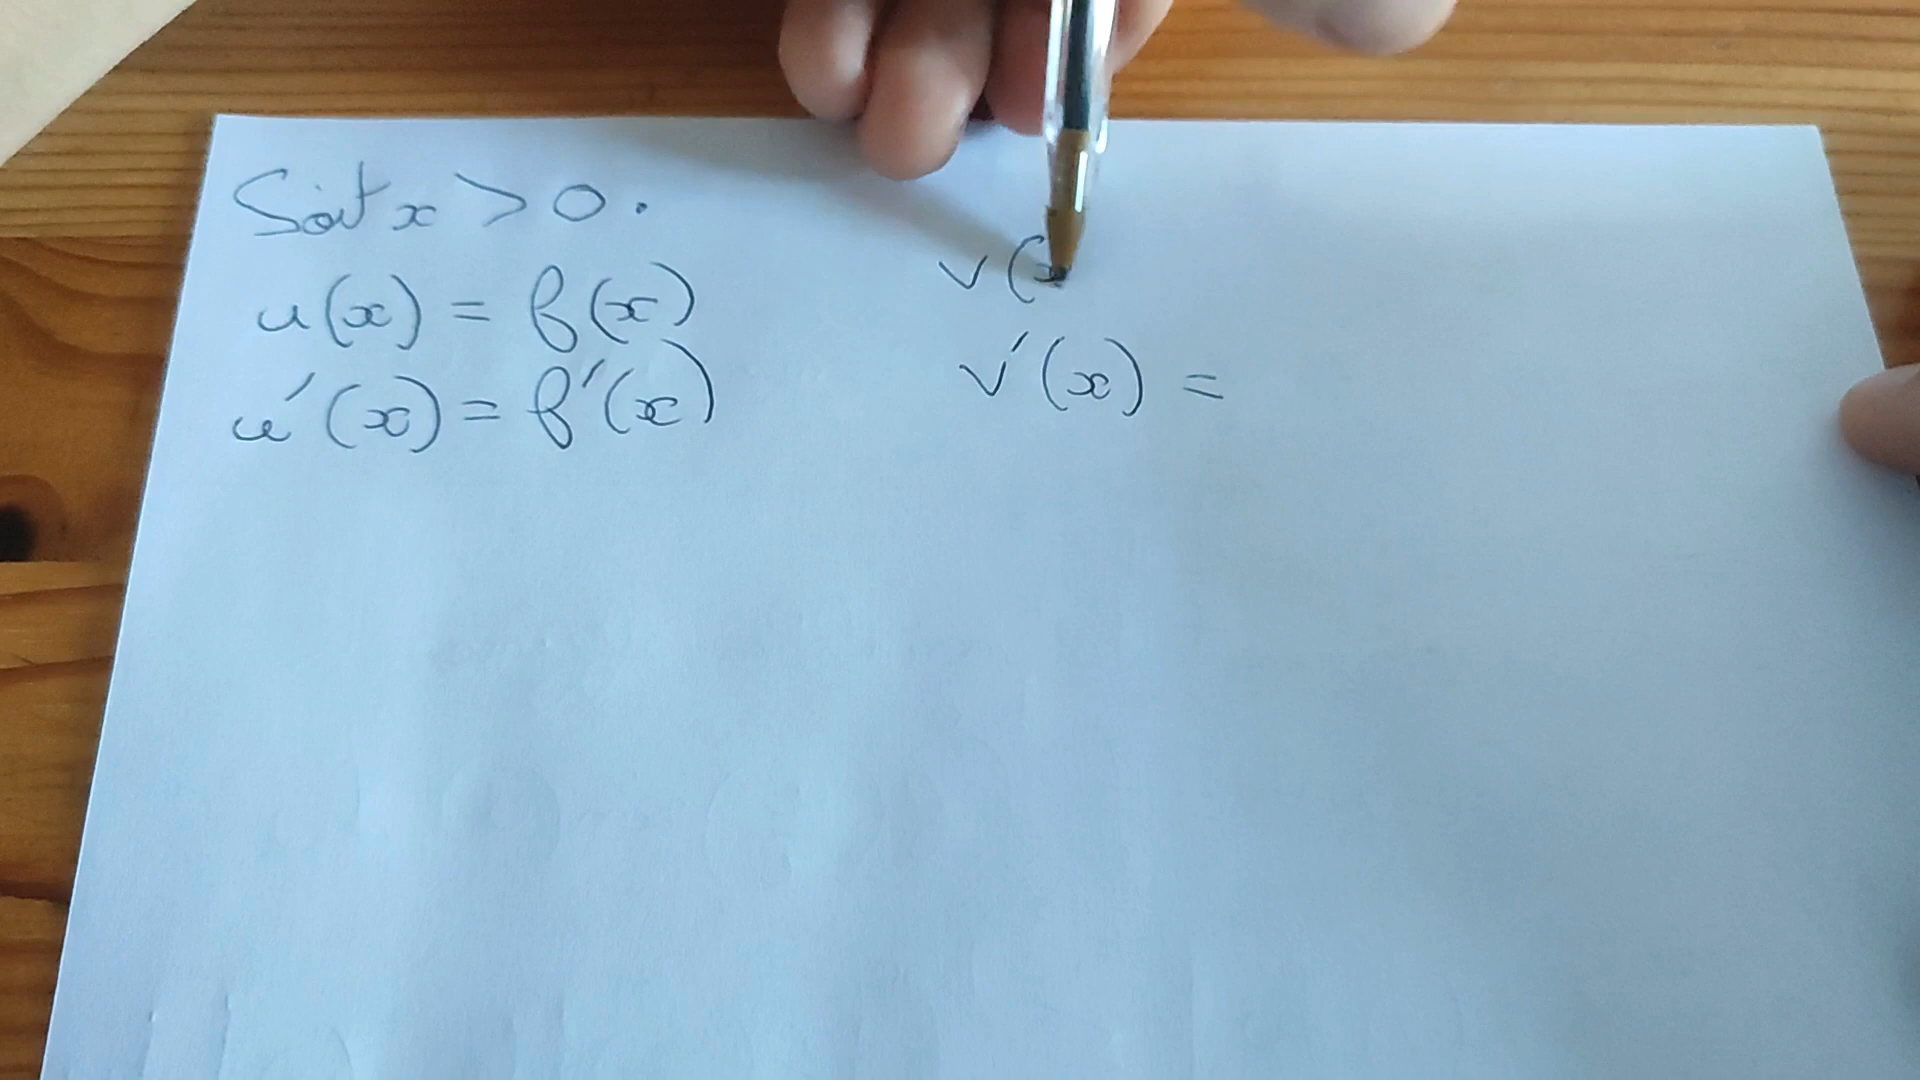 Soit x > 0.
u(x) = f(x)
v(x
u'(x) = f'(x)
v'(x) =